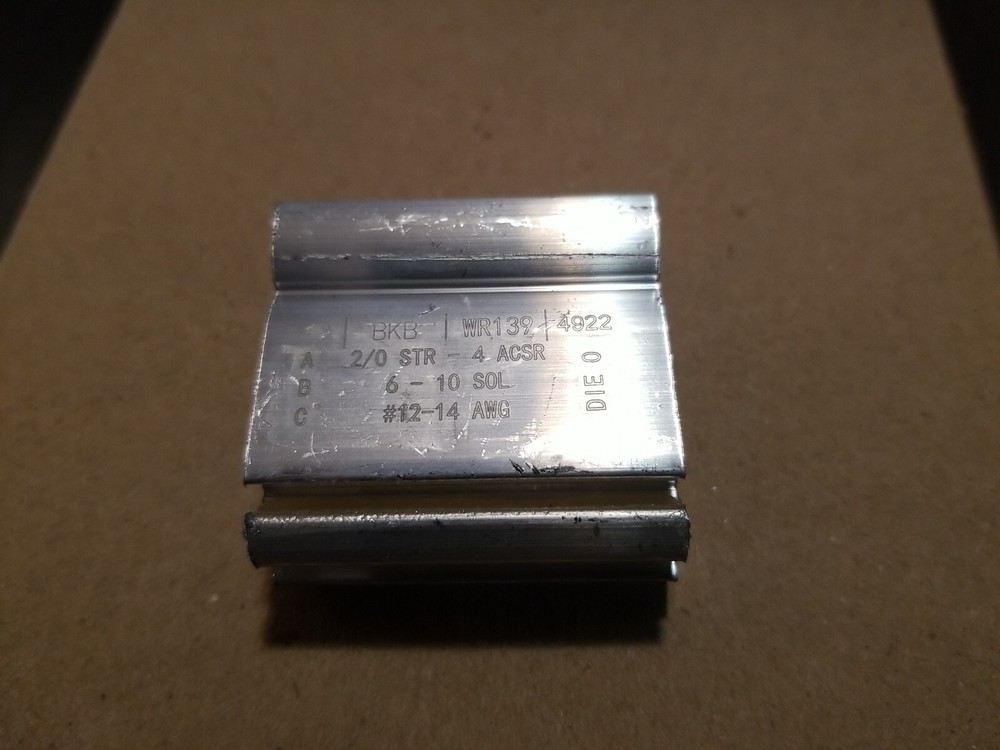 | BKB | WR139 | 4922
A 2/0 STR - 4 ACSR
B 6 - 10 SOL
C #12-14 AWG
DIE O